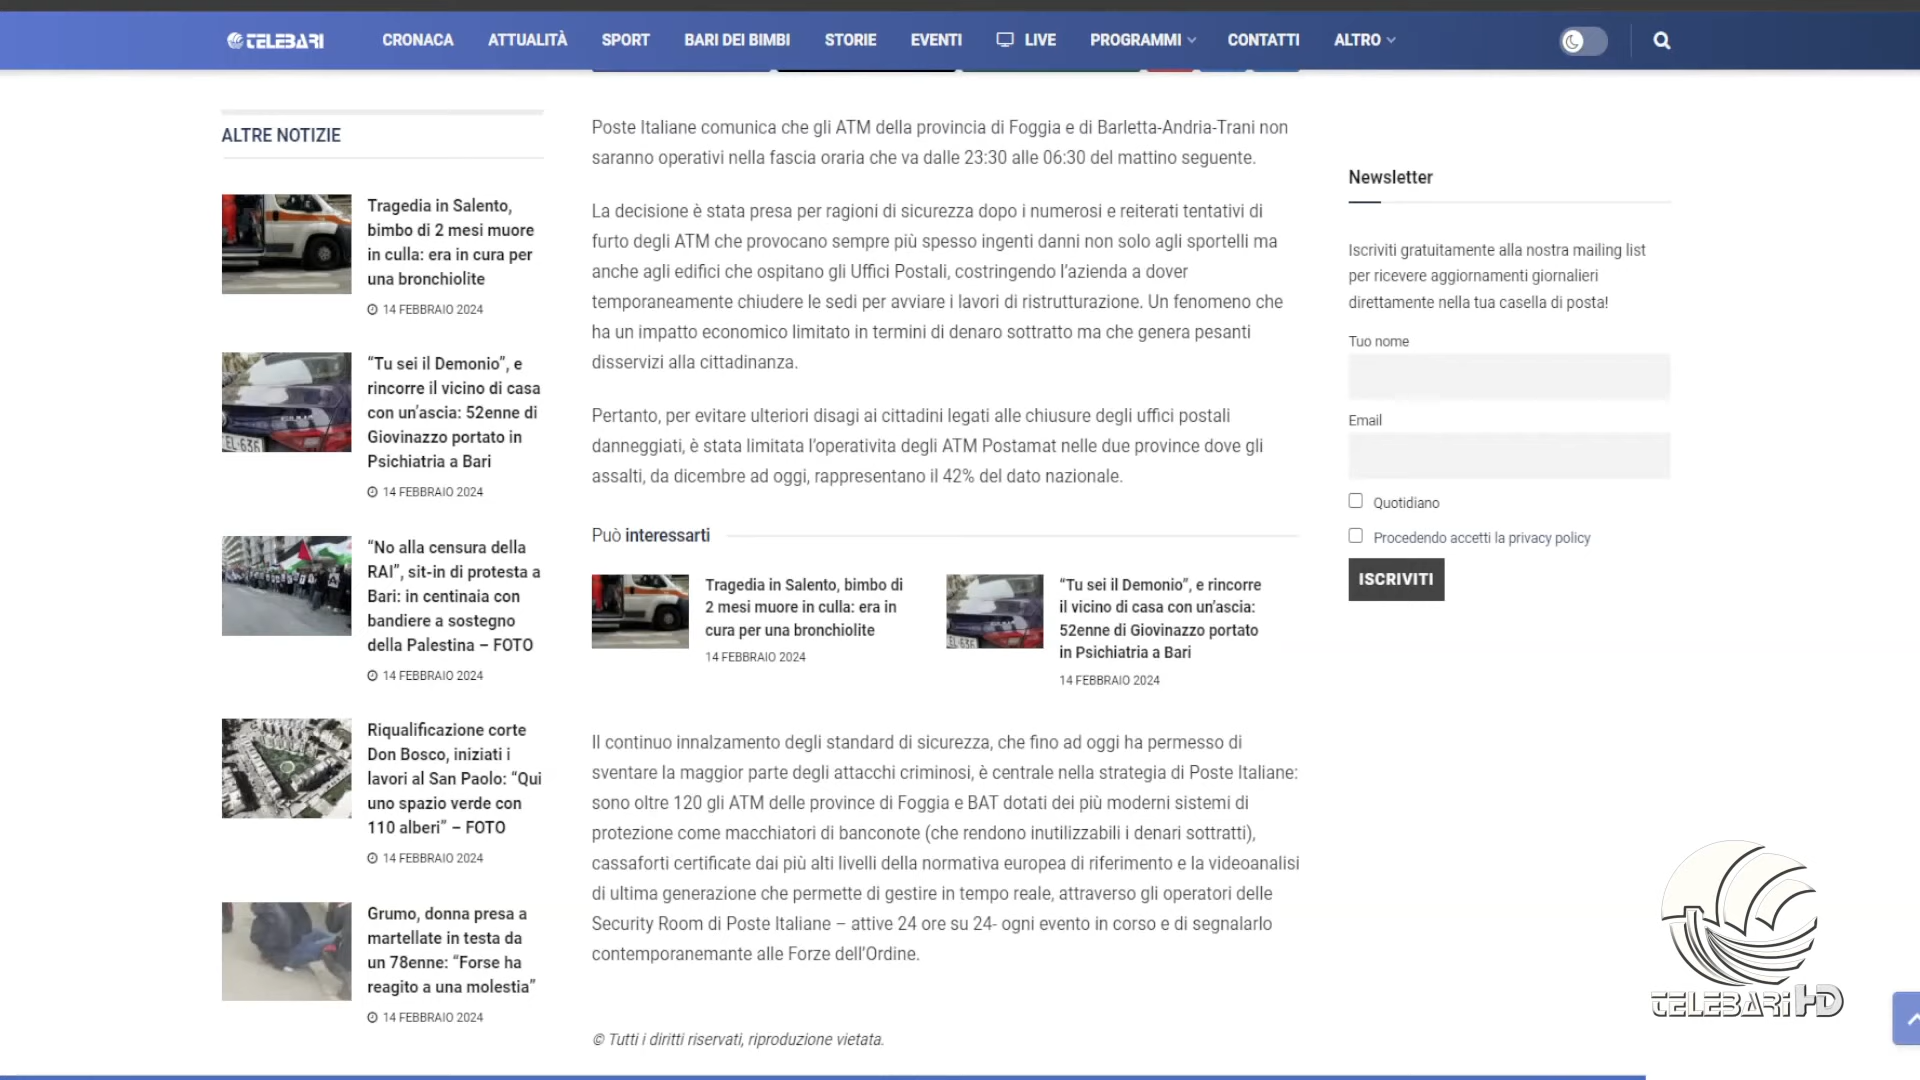 TELEBARI
CRONACA ATTUALITÀ SPORT BARI DEI BIMBI STORIE EVENTI LIVE PROGRAMMI CONTATTI ALTRO
ALTRE NOTIZIE
Tragedia in Salento,
bimbo di 2 mesi muore
in culla: era in cura per
una bronchiolite
14 FEBBRAIO 2024
“Tu sei il Demonio”, e
rincorre il vicino di casa
con un’ascia: 52enne di
Giovinazzo portato in
Psichiatria a Bari
14 FEBBRAIO 2024
“No alla censura della
RAI”, sit-in di protesta a
Bari: in centinaia con
bandiere a sostegno
della Palestina – FOTO
14 FEBBRAIO 2024
Riqualificazione corte
Don Bosco, iniziati i
lavori al San Paolo: “Qui
uno spazio verde con
110 alberi” – FOTO
14 FEBBRAIO 2024
Grumo, donna presa a
martellate in testa da
un 78enne: “Forse ha
reagito a una molestia”
14 FEBBRAIO 2024
Poste Italiane comunica che gli ATM della provincia di Foggia e di Barletta-Andria-Trani non
saranno operativi nella fascia oraria che va dalle 23:30 alle 06:30 del mattino seguente.
La decisione è stata presa per ragioni di sicurezza dopo i numerosi e reiterati tentativi di
furto degli ATM che provocano sempre più spesso ingenti danni non solo agli sportelli ma
anche agli edifici che ospitano gli Uffici Postali, costringendo l’azienda a dover
temporaneamente chiudere le sedi per avviare i lavori di ristrutturazione. Un fenomeno che
ha un impatto economico limitato in termini di denaro sottratto ma che genera pesanti
disservizi alla cittadinanza.
Pertanto, per evitare ulteriori disagi ai cittadini legati alle chiusure degli uffici postali
danneggiati, è stata limitata l’operativita degli ATM Postamat nelle due province dove gli
assalti, da dicembre ad oggi, rappresentano il 42% del dato nazionale.
Può interessarti
Tragedia in Salento, bimbo di
2 mesi muore in culla: era in
cura per una bronchiolite
14 FEBBRAIO 2024
“Tu sei il Demonio”, e rincorre
il vicino di casa con un’ascia:
52enne di Giovinazzo portato
in Psichiatria a Bari
14 FEBBRAIO 2024
Il continuo innalzamento degli standard di sicurezza, che fino ad oggi ha permesso di
sventare la maggior parte degli attacchi criminosi, è centrale nella strategia di Poste Italiane:
sono oltre 120 gli ATM delle province di Foggia e BAT dotati dei più moderni sistemi di
protezione come macchiatori di banconote (che rendono inutilizzabili i denari sottratti),
cassaforti certificate dai più alti livelli della normativa europea di riferimento e la videoanalisi
di ultima generazione che permette di gestire in tempo reale, attraverso gli operatori delle
Security Room di Poste Italiane – attive 24 ore su 24- ogni evento in corso e di segnalarlo
contemporanemante alle Forze dell’Ordine.
© Tutti i diritti riservati, riproduzione vietata.
Newsletter
Iscriviti gratuitamente alla nostra mailing list
per ricevere aggiornamenti giornalieri
direttamente nella tua casella di posta!
Tuo nome
Email
Quotidiano
Procedendo accetti la privacy policy
ISCRIVITI
TELEBARI HD